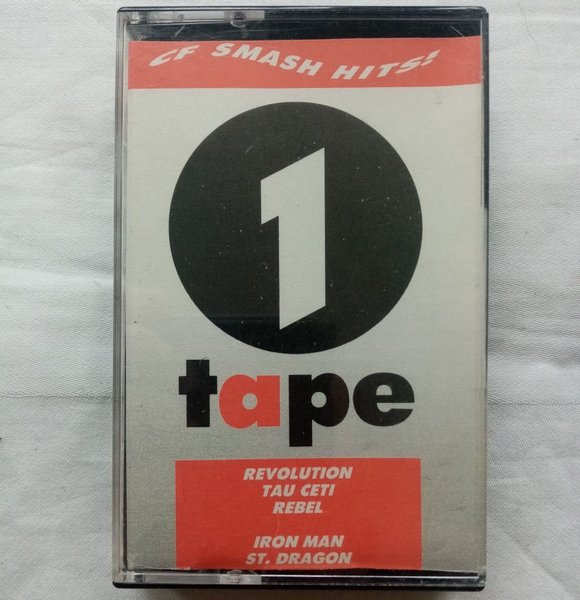 CF SMASH HITS!
1
tape
REVOLUTION
TAU CETI
REBEL
IRON MAN
ST. DRAGON